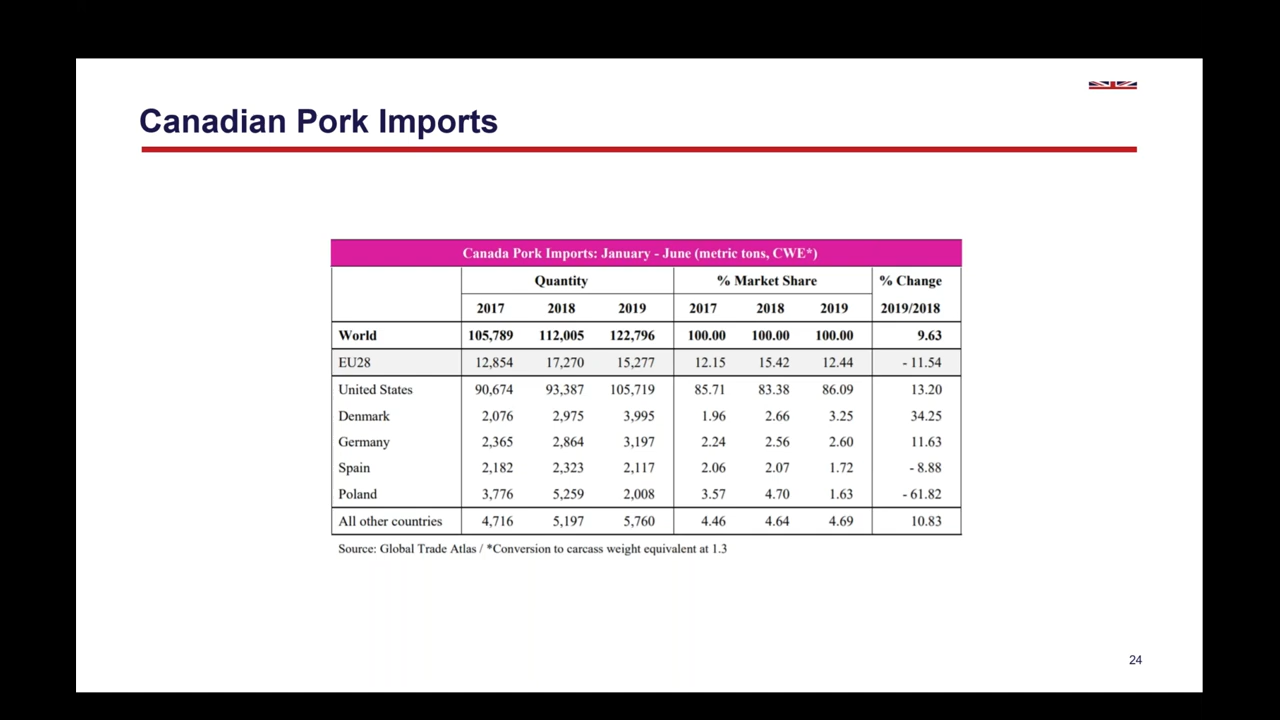 Canadian Pork Imports
Canada Pork Imports: January - June (metric tons, CWE*)
Quantity % Market Share % Change
2017 2018 2019 2017 2018 2019 2019/2018
World 105,789 112,005 122,796 100.00 100.00 100.00 9.63
EU28 12,854 17,270 15,277 12.15 15.42 12.44 - 11.54
United States 90,674 93,387 105,719 85.71 83.38 86.09 13.20
Denmark 2,076 2,975 3,995 1.96 2.66 3.25 34.25
Germany 2,365 2,864 3,197 2.24 2.56 2.60 11.63
Spain 2,182 2,323 2,117 2.06 2.07 1.72 - 8.88
Poland 3,776 5,259 2,008 3.57 4.70 1.63 - 61.82
All other countries 4,716 5,197 5,760 4.46 4.64 4.69 10.83
Source: Global Trade Atlas / *Conversion to carcass weight equivalent at 1.3
24